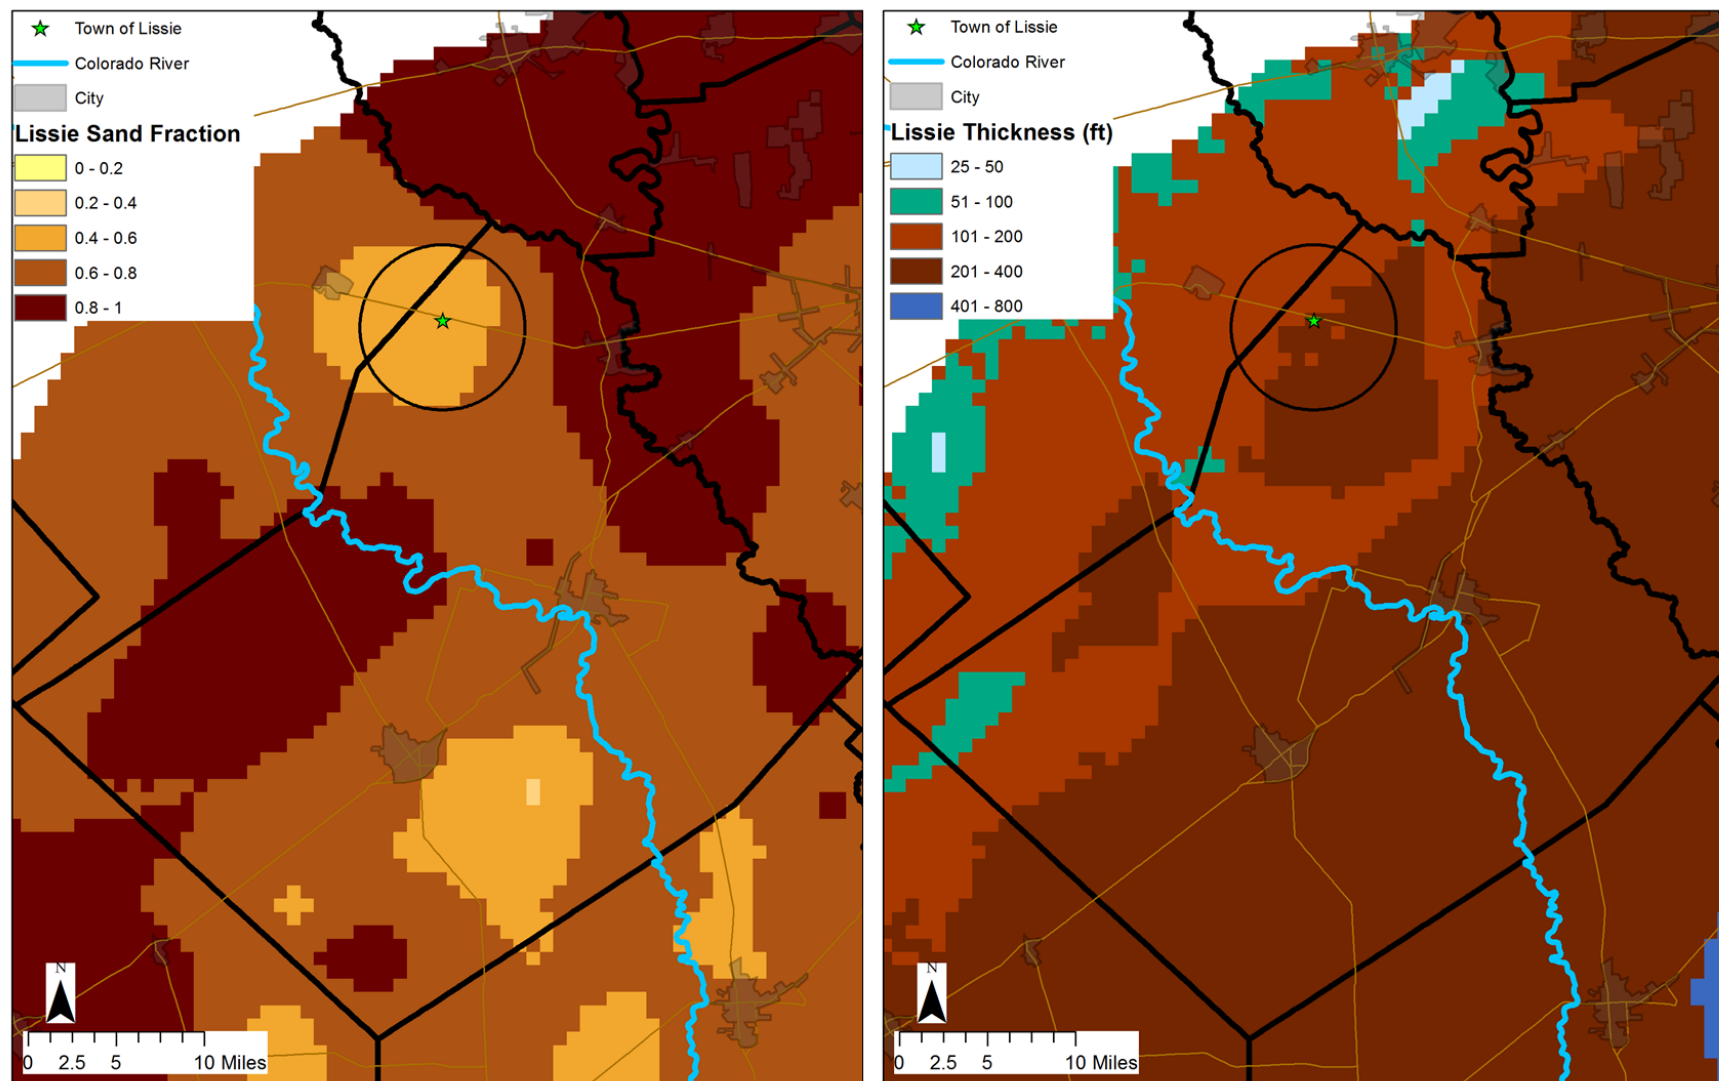 Town of Lissie
Colorado River
City
Lissie Sand Fraction
0 - 0.2
0.2 - 0.4
0.4 - 0.6
0.6 - 0.8
0.8 - 1
N
0 2.5 5 10 Miles
Town of Lissie
Colorado River
City
Lissie Thickness (ft)
25 - 50
51 - 100
101 - 200
201 - 400
401 - 800
N
0 2.5 5 10 Miles